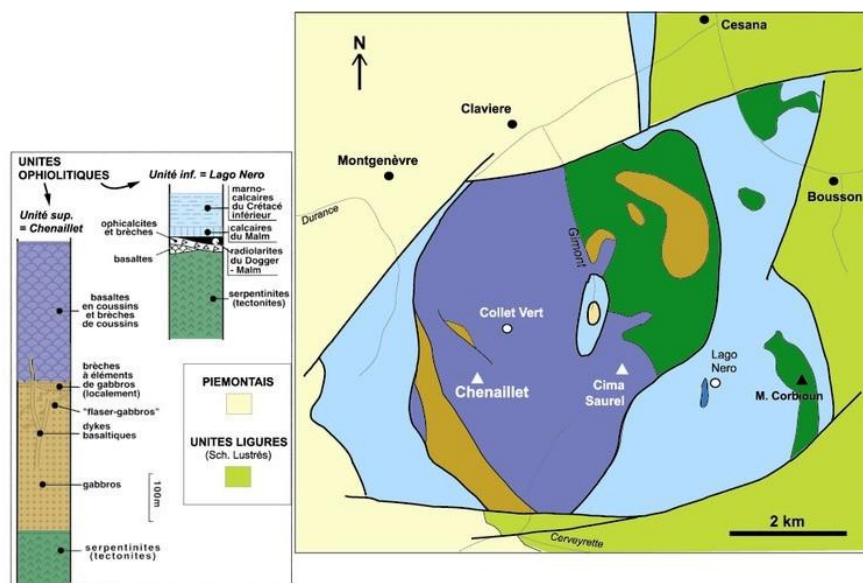 UNITES
OPHIOLITIQUES
Unité inf. = Lago Nero
Unité sup.
= Chenaillet
marno-
calcaires
du Crétacé
inférieur
ophicalcites
et brèches
calcaires
du Malm
basaltes
radiolarites
du Dogger
- Malm
serpentinites
(tectonites)
basaltes
en coussins
et brèches
de coussins
brèches
à éléments
de gabbros
(localement)
"flaser-gabbros"
dykes
basaltiques
gabbros
100m
serpentinites
(tectonites)
PIEMONTAIS
UNITES LIGURES
(Sch. Lustrés)
N
Cesana
Claviere
Montgenèvre
Bousson
Durance
Gimont
Collet Vert
Chenaillet
Cima
Saurel
Lago
Nero
M. Corbioun
2 km
Cerveyrette